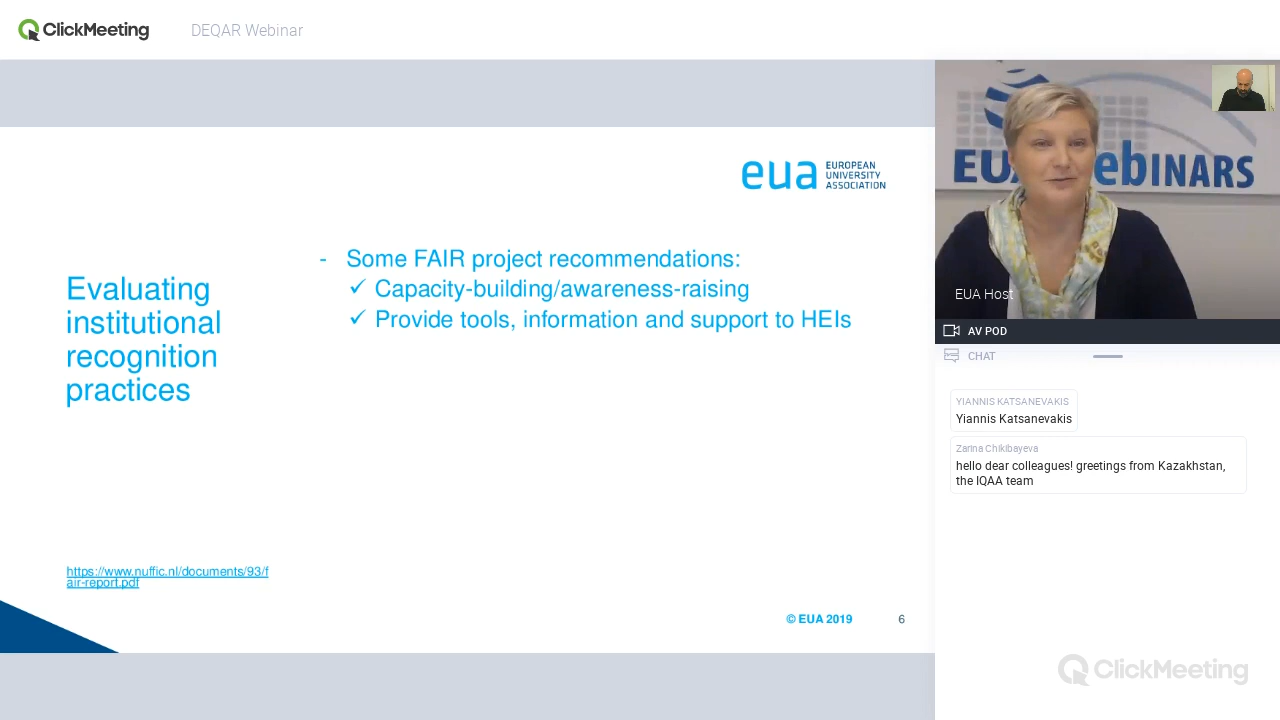 ClickMeeting
DEQAR Webinar
eua
EUROPEAN
UNIVERSITY
ASSOCIATION
Evaluating
institutional
recognition
practices
- Some FAIR project recommendations:
✓ Capacity-building/awareness-raising
✓ Provide tools, information and support to HEIs
https://www.nuffic.nl/documents/93/f
air-report.pdf
© EUA 2019
6
EUA WebINARS
EUA Host
AV POD
CHAT
YIANNIS KATSANEVAKIS
Yiannis Katsanevakis
Zarina Chikibayeva
hello dear colleagues! greetings from Kazakhstan,
the IQAA team
ClickMeeting